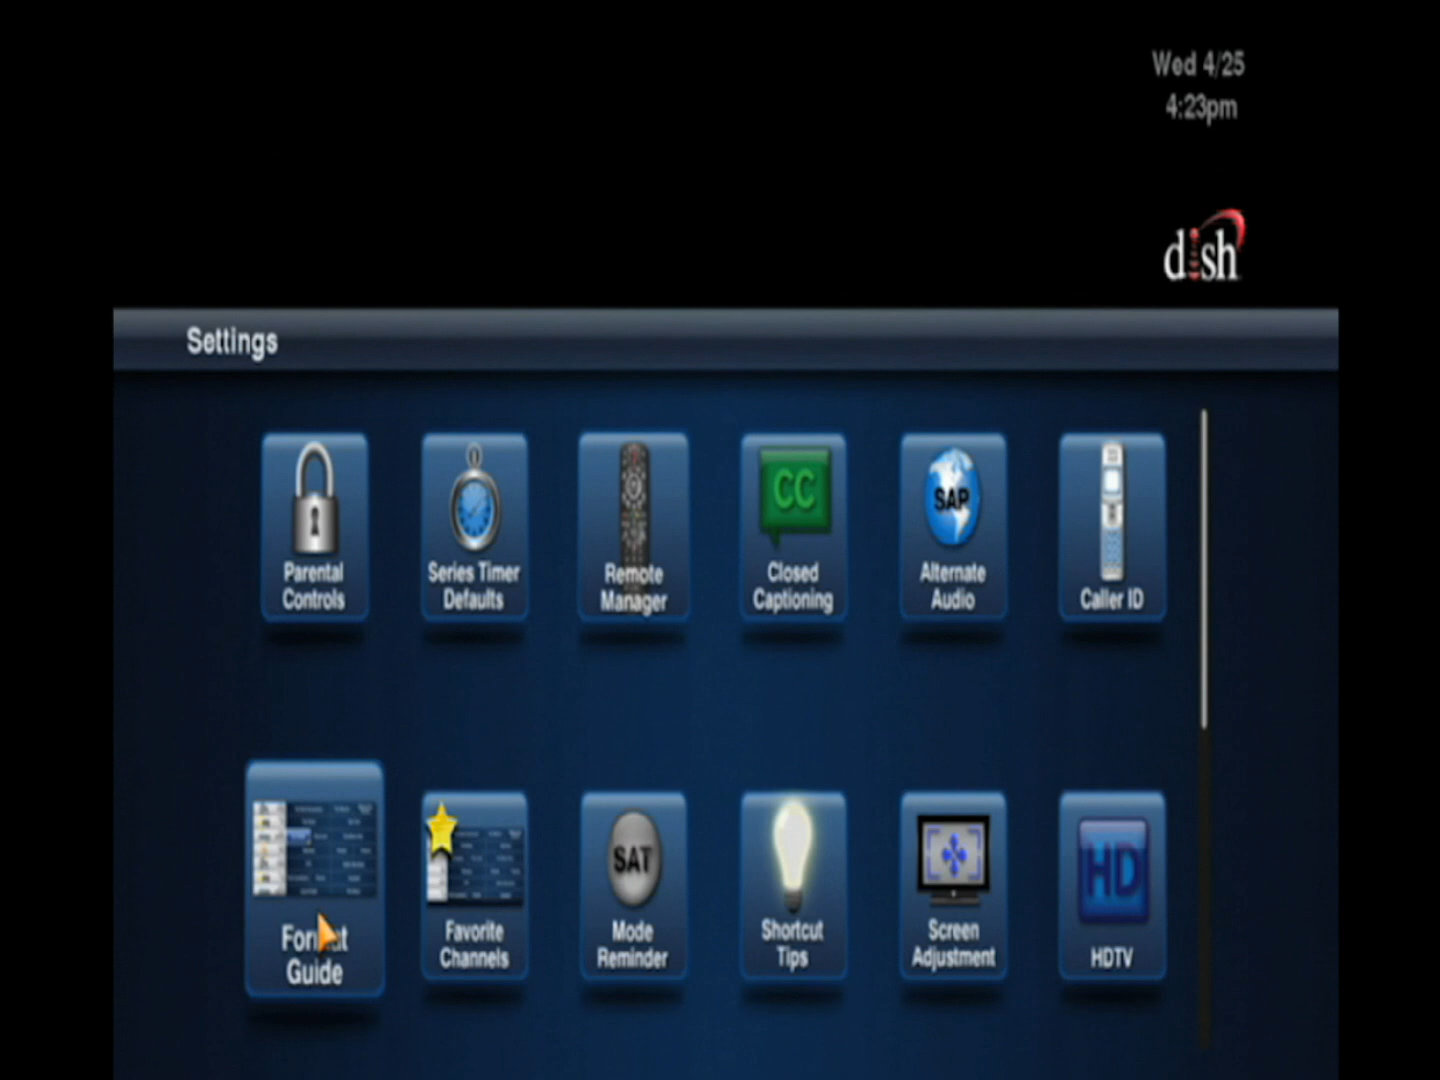 Wed 4/25
4:23pm
dish
Settings
Parental
Controls
Series Timer
Defaults
Remote
Manager
CC
Closed
Captioning
SAP
Alternate
Audio
Caller ID
Format
Guide
Favorite
Channels
SAT
Mode
Reminder
Shortcut
Tips
Screen
Adjustment
HD
HDTV